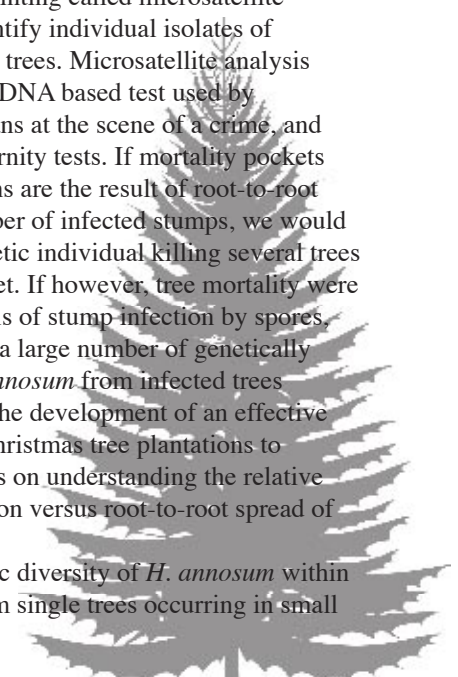 nting called microsatellite
ntify individual isolates of
trees. Microsatellite analysis
DNA based test used by
ns at the scene of a crime, and
rnity tests. If mortality pockets
ns are the result of root-to-root
ber of infected stumps, we would
etic individual killing several trees
et. If however, tree mortality were
is of stump infection by spores,
a large number of genetically
nnosum from infected trees
he development of an effective
hristmas tree plantations to
s on understanding the relative
on versus root-to-root spread of
c diversity of H. annosum within
m single trees occurring in small